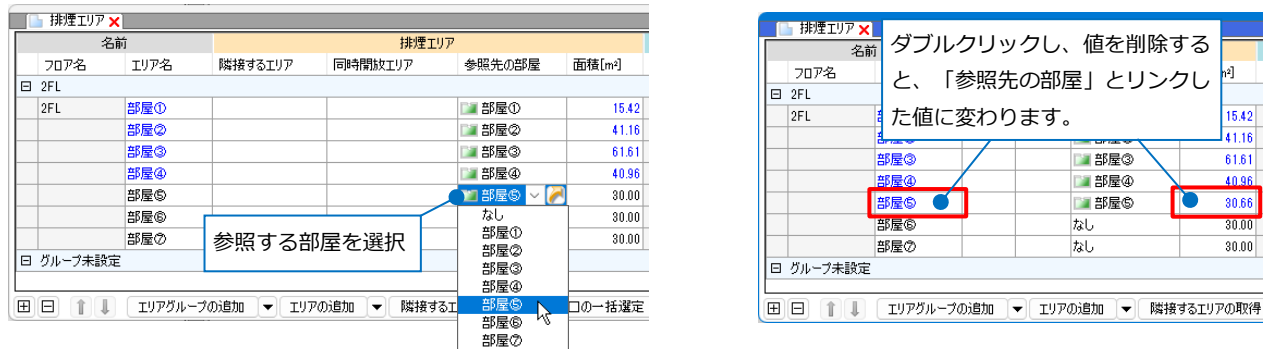 排煙エリア
名前 排煙エリア
フロア名 エリア名 隣接するエリア 同時開放エリア 参照先の部屋 面積[m²]
2FL
2FL 部屋① 部屋① 15.42
部屋② 部屋② 41.16
部屋③ 部屋③ 61.61
部屋④ 部屋④ 40.96
部屋⑤ 部屋⑤ 30.00
部屋⑥ なし 30.00
部屋⑦ 部屋① 30.00
部屋②
参照する部屋を選択
グループ未設定 部屋③
部屋④
エリアグループの追加 エリアの追加 隣接するエ 部屋⑤ 口の一括選定
部屋⑥
部屋⑦
排煙エリア
ダブルクリックし、値を削除する
と、「参照先の部屋」とリンクし
た値に変わります。
名前
フロア名
2FL
2FL 15.42
41.16
部屋③ 部屋③ 61.61
部屋④ 部屋④ 40.96
部屋⑤ 部屋⑤ 30.66
部屋⑥ なし 30.00
部屋⑦ なし 30.00
グループ未設定
エリアグループの追加 エリアの追加 隣接するエリアの取得